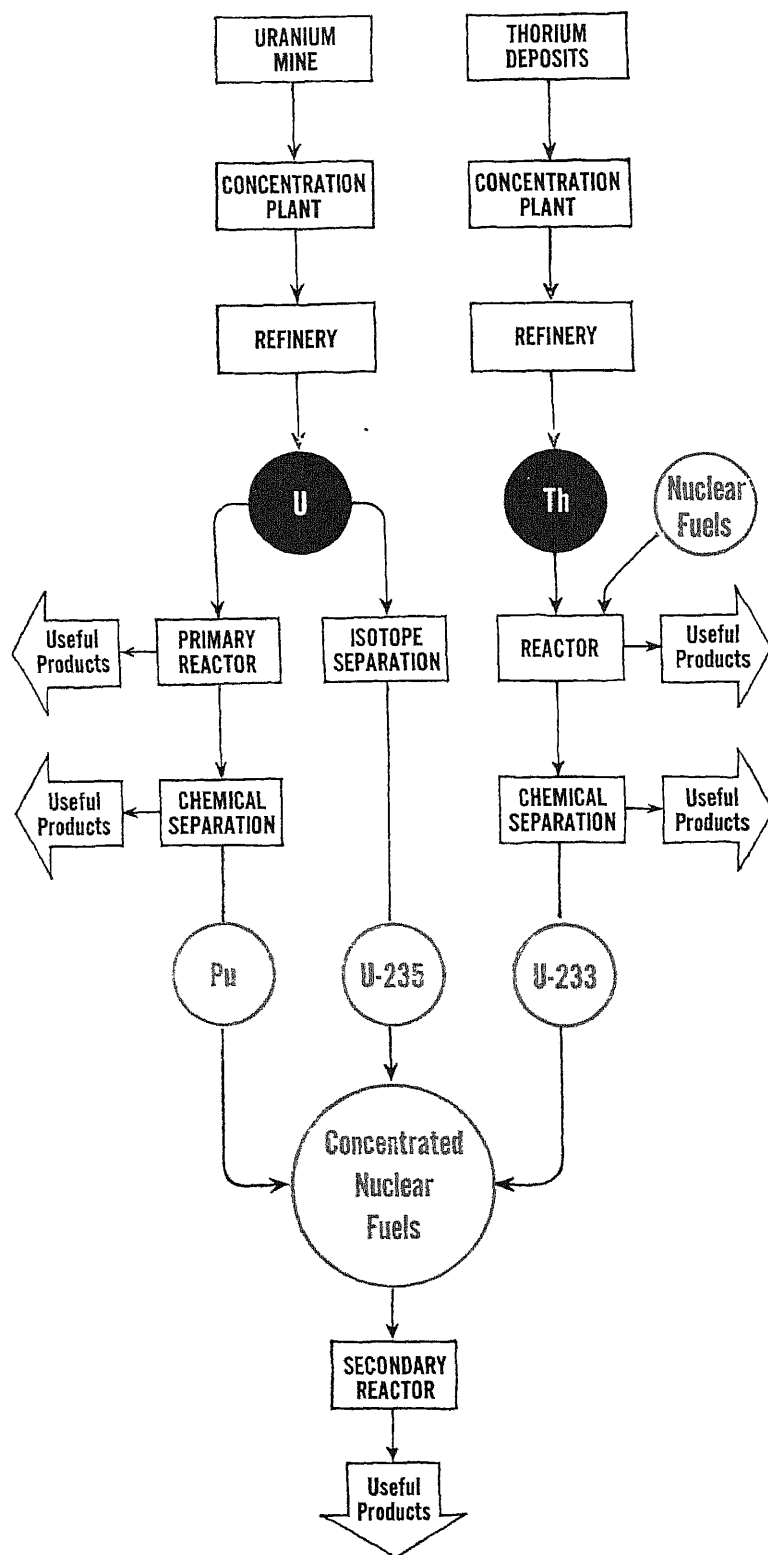 URANIUM
MINE
THORIUM
DEPOSITS
CONCENTRATION
PLANT
CONCENTRATION
PLANT
REFINERY
REFINERY
U
Th
Nuclear
Fuels
Useful
Products
PRIMARY
REACTOR
ISOTOPE
SEPARATION
REACTOR
Useful
Products
Useful
Products
CHEMICAL
SEPARATION
CHEMICAL
SEPARATION
Useful
Products
Pu
U-235
U-233
Concentrated
Nuclear
Fuels
SECONDARY
REACTOR
Useful
Products